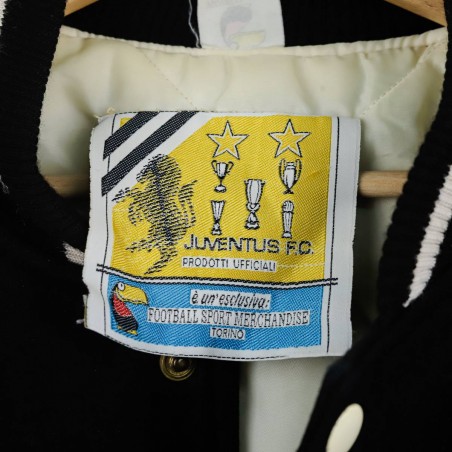 JUVENTUS F.C.
PRODOTTI UFFICIALI
è un'esclusiva:
FOOTBALL SPORT MERCHANDISE
TORINO